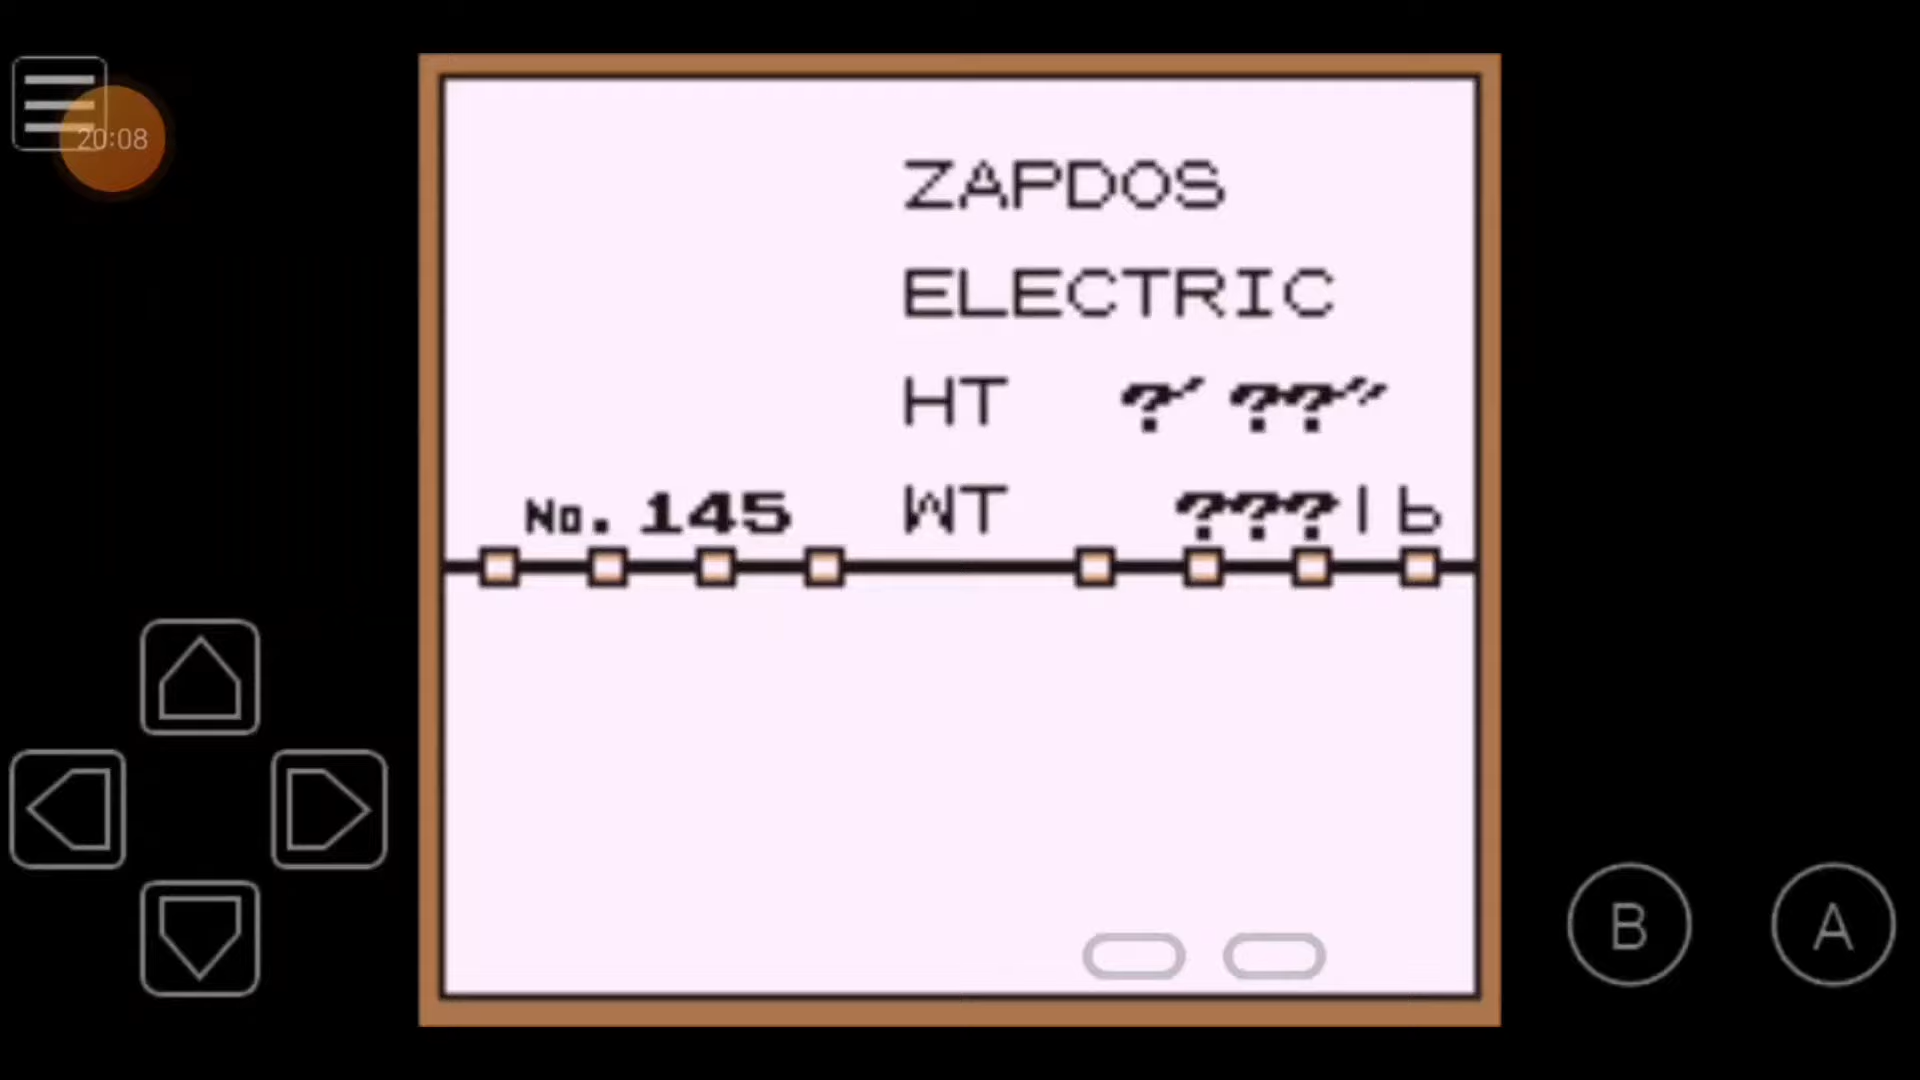 20:08
ZAPDOS
ELECTRIC
HT ?′ ??″
No. 145 WT ???lb
B A